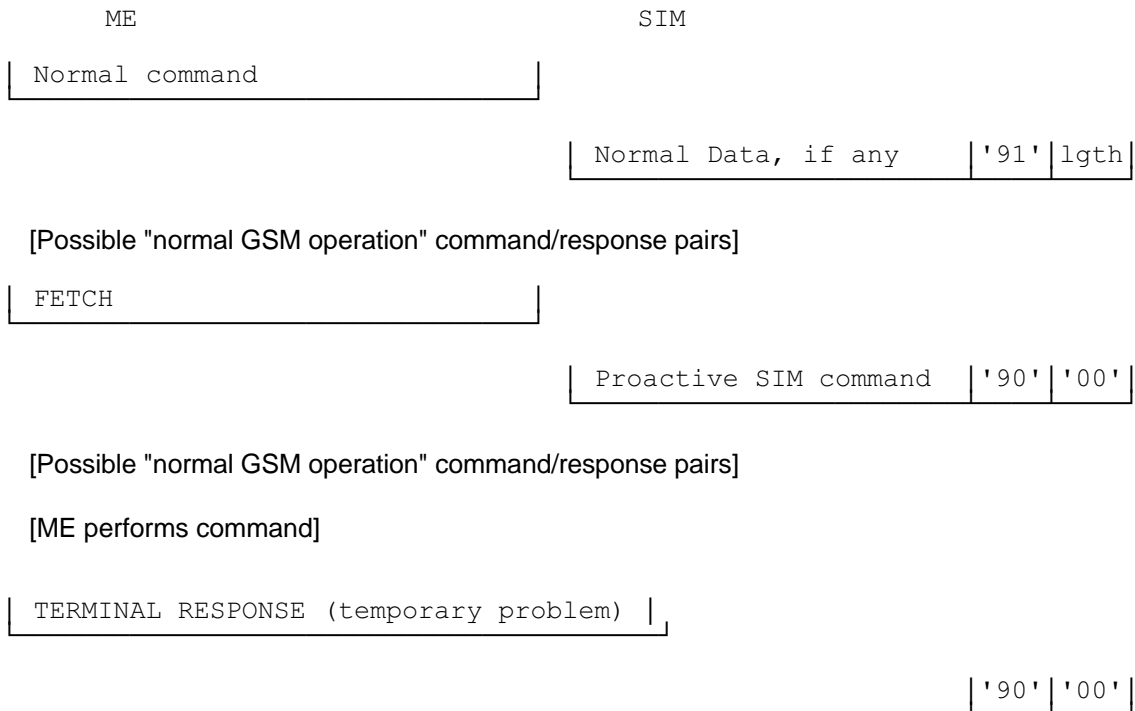 ME SIM
Normal command
Normal Data, if any '91' lgth
[Possible "normal GSM operation" command/response pairs]
FETCH
Proactive SIM command '90' '00'
[Possible "normal GSM operation" command/response pairs]
[ME performs command]
TERMINAL RESPONSE (temporary problem)
'90' '00'